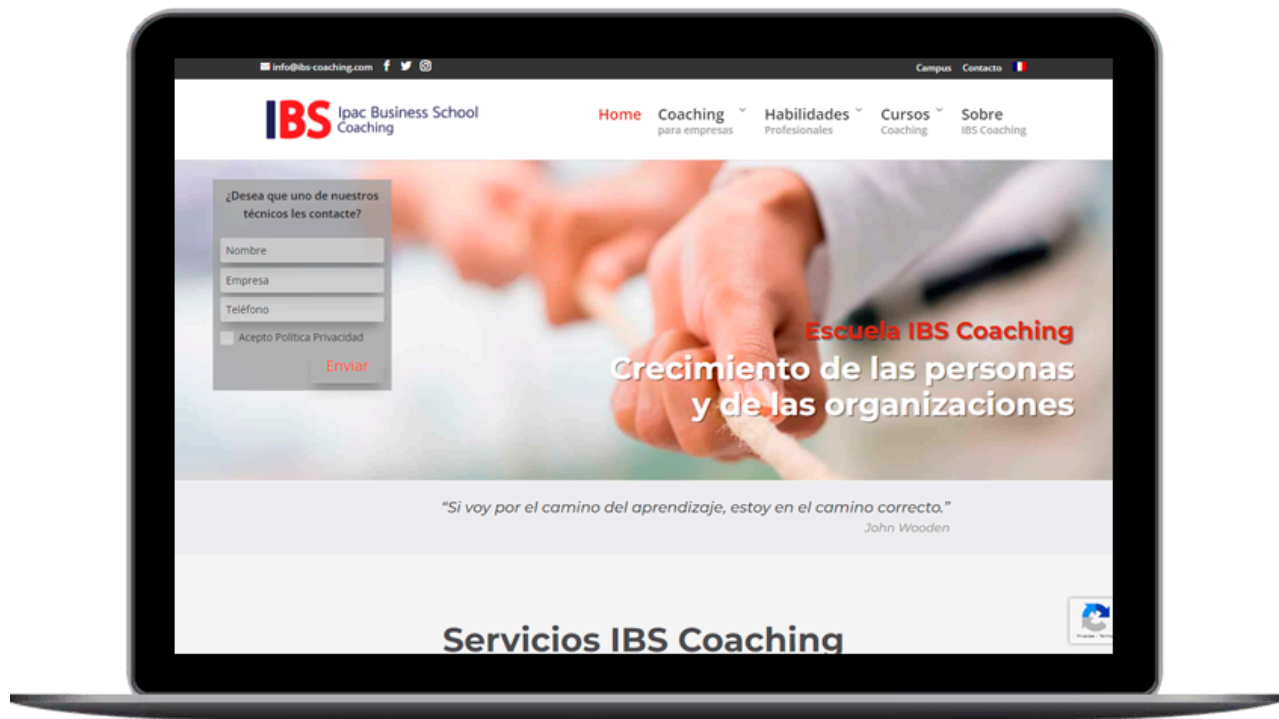 info@ibs-coaching.com
Campus Contacto
IBS Ipac Business School
Coaching
Home Coaching Habilidades Cursos Sobre
para empresas Profesionales Coaching IBS Coaching
¿Desea que uno de nuestros
técnicos les contacte?
Nombre
Empresa
Teléfono
Acepto Política Privacidad
Enviar
Escuela IBS Coaching
Crecimiento de las personas
y de las organizaciones
“Si voy por el camino del aprendizaje, estoy en el camino correcto.”
John Wooden
Servicios IBS Coaching